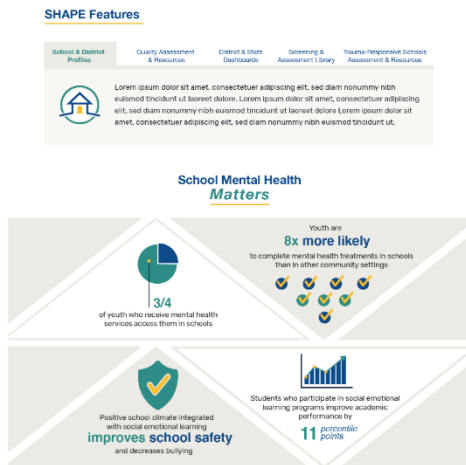 SHAPE Features
School & District
Profiles
Quality Assessment
& Resources
District & State
Dashboards
Screening &
Assessment Library
Trauma-Responsive Schools
Assessment & Resources
Lorem ipsum dolor sit amet, consectetuer adipiscing elit, sed diam nonummy nibh
euismod tincidunt ut laoreet dolore. Lorem ipsum dolor sit amet, consectetuer adipiscing
elit, sed diam nonummy nibh euismod tincidunt ut laoreet dolore Lorem ipsum dolor sit
amet, consectetuer adipiscing elit, sed diam nonummy nibh euismod tincidunt ut.
School Mental Health
Matters
3/4
of youth who receive mental health
services access them in schools
Youth are
8x more likely
to complete mental health treatments in schools
than in other community settings
Positive school climate integrated
with social emotional learning
improves school safety
and decreases bullying
Students who participate in social emotional
learning programs improve academic
performance by
11 percentile
points